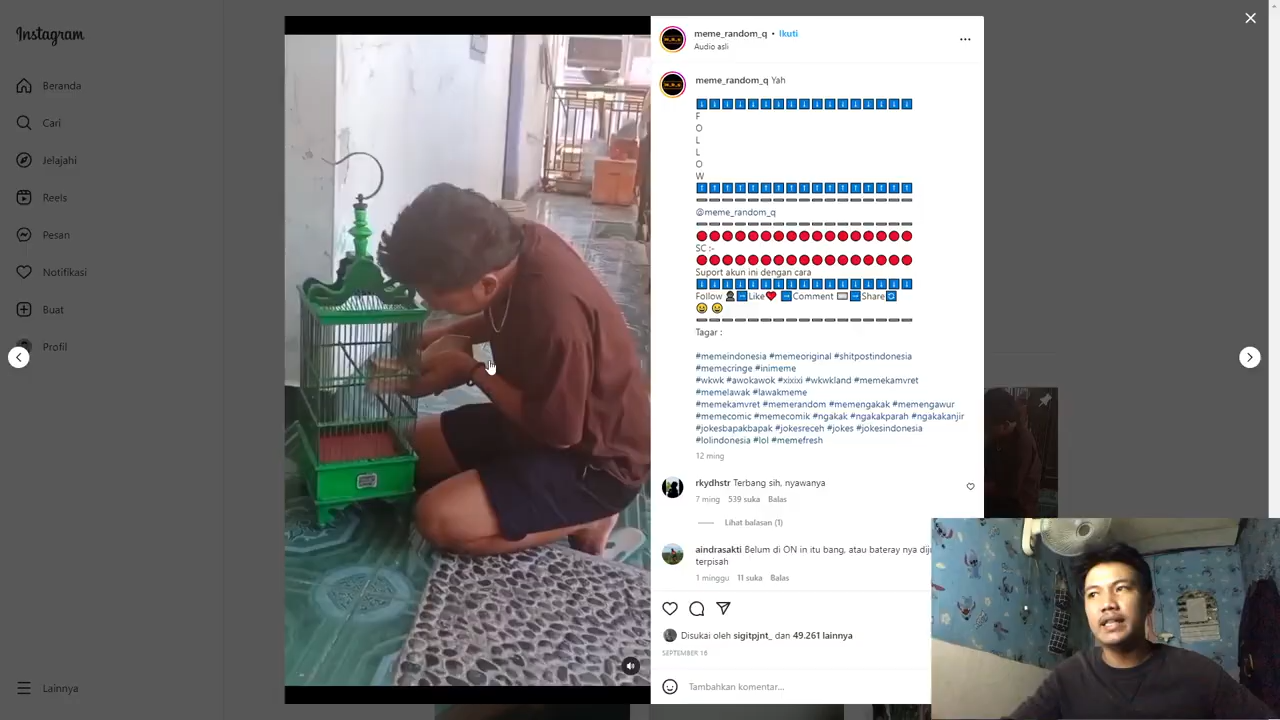 Instagram
Beranda
Cari
Jelajahi
Reels
Pesan
Notifikasi
Buat
Profil
Lainnya
meme_random_q • Ikuti
Audio asli
meme_random_q Yah
F
O
L
L
O
W
@meme_random_q
SC :-
Suport akun ini dengan cara
Follow Like Comment Share
Tagar :
#memeindonesia #memeoriginal #shitpostindonesia
#memecringe #inimeme
#wkwk #awokawok #xixixi #wkwkland #memekamvret
#memelawak #lawakmeme
#memekamvret #memerandom #memengakak #memengawur
#memecomic #memecomik #ngakak #ngakakparah #ngakakanjir
#jokesbapakbapak #jokesreceh #jokes #jokesindonesia
#lolindonesia #lol #memefresh
12 ming
rkydhstr Terbang sih, nyawanya
7 ming 539 suka Balas
Lihat balasan (1)
aindrasakti Belum di ON in itu bang, atau bateray nya
terpisah
1 minggu 11 suka Balas
Disukai oleh sigitpjnt_ dan 49.261 lainnya
SEPTEMBER 16
Tambahkan komentar...